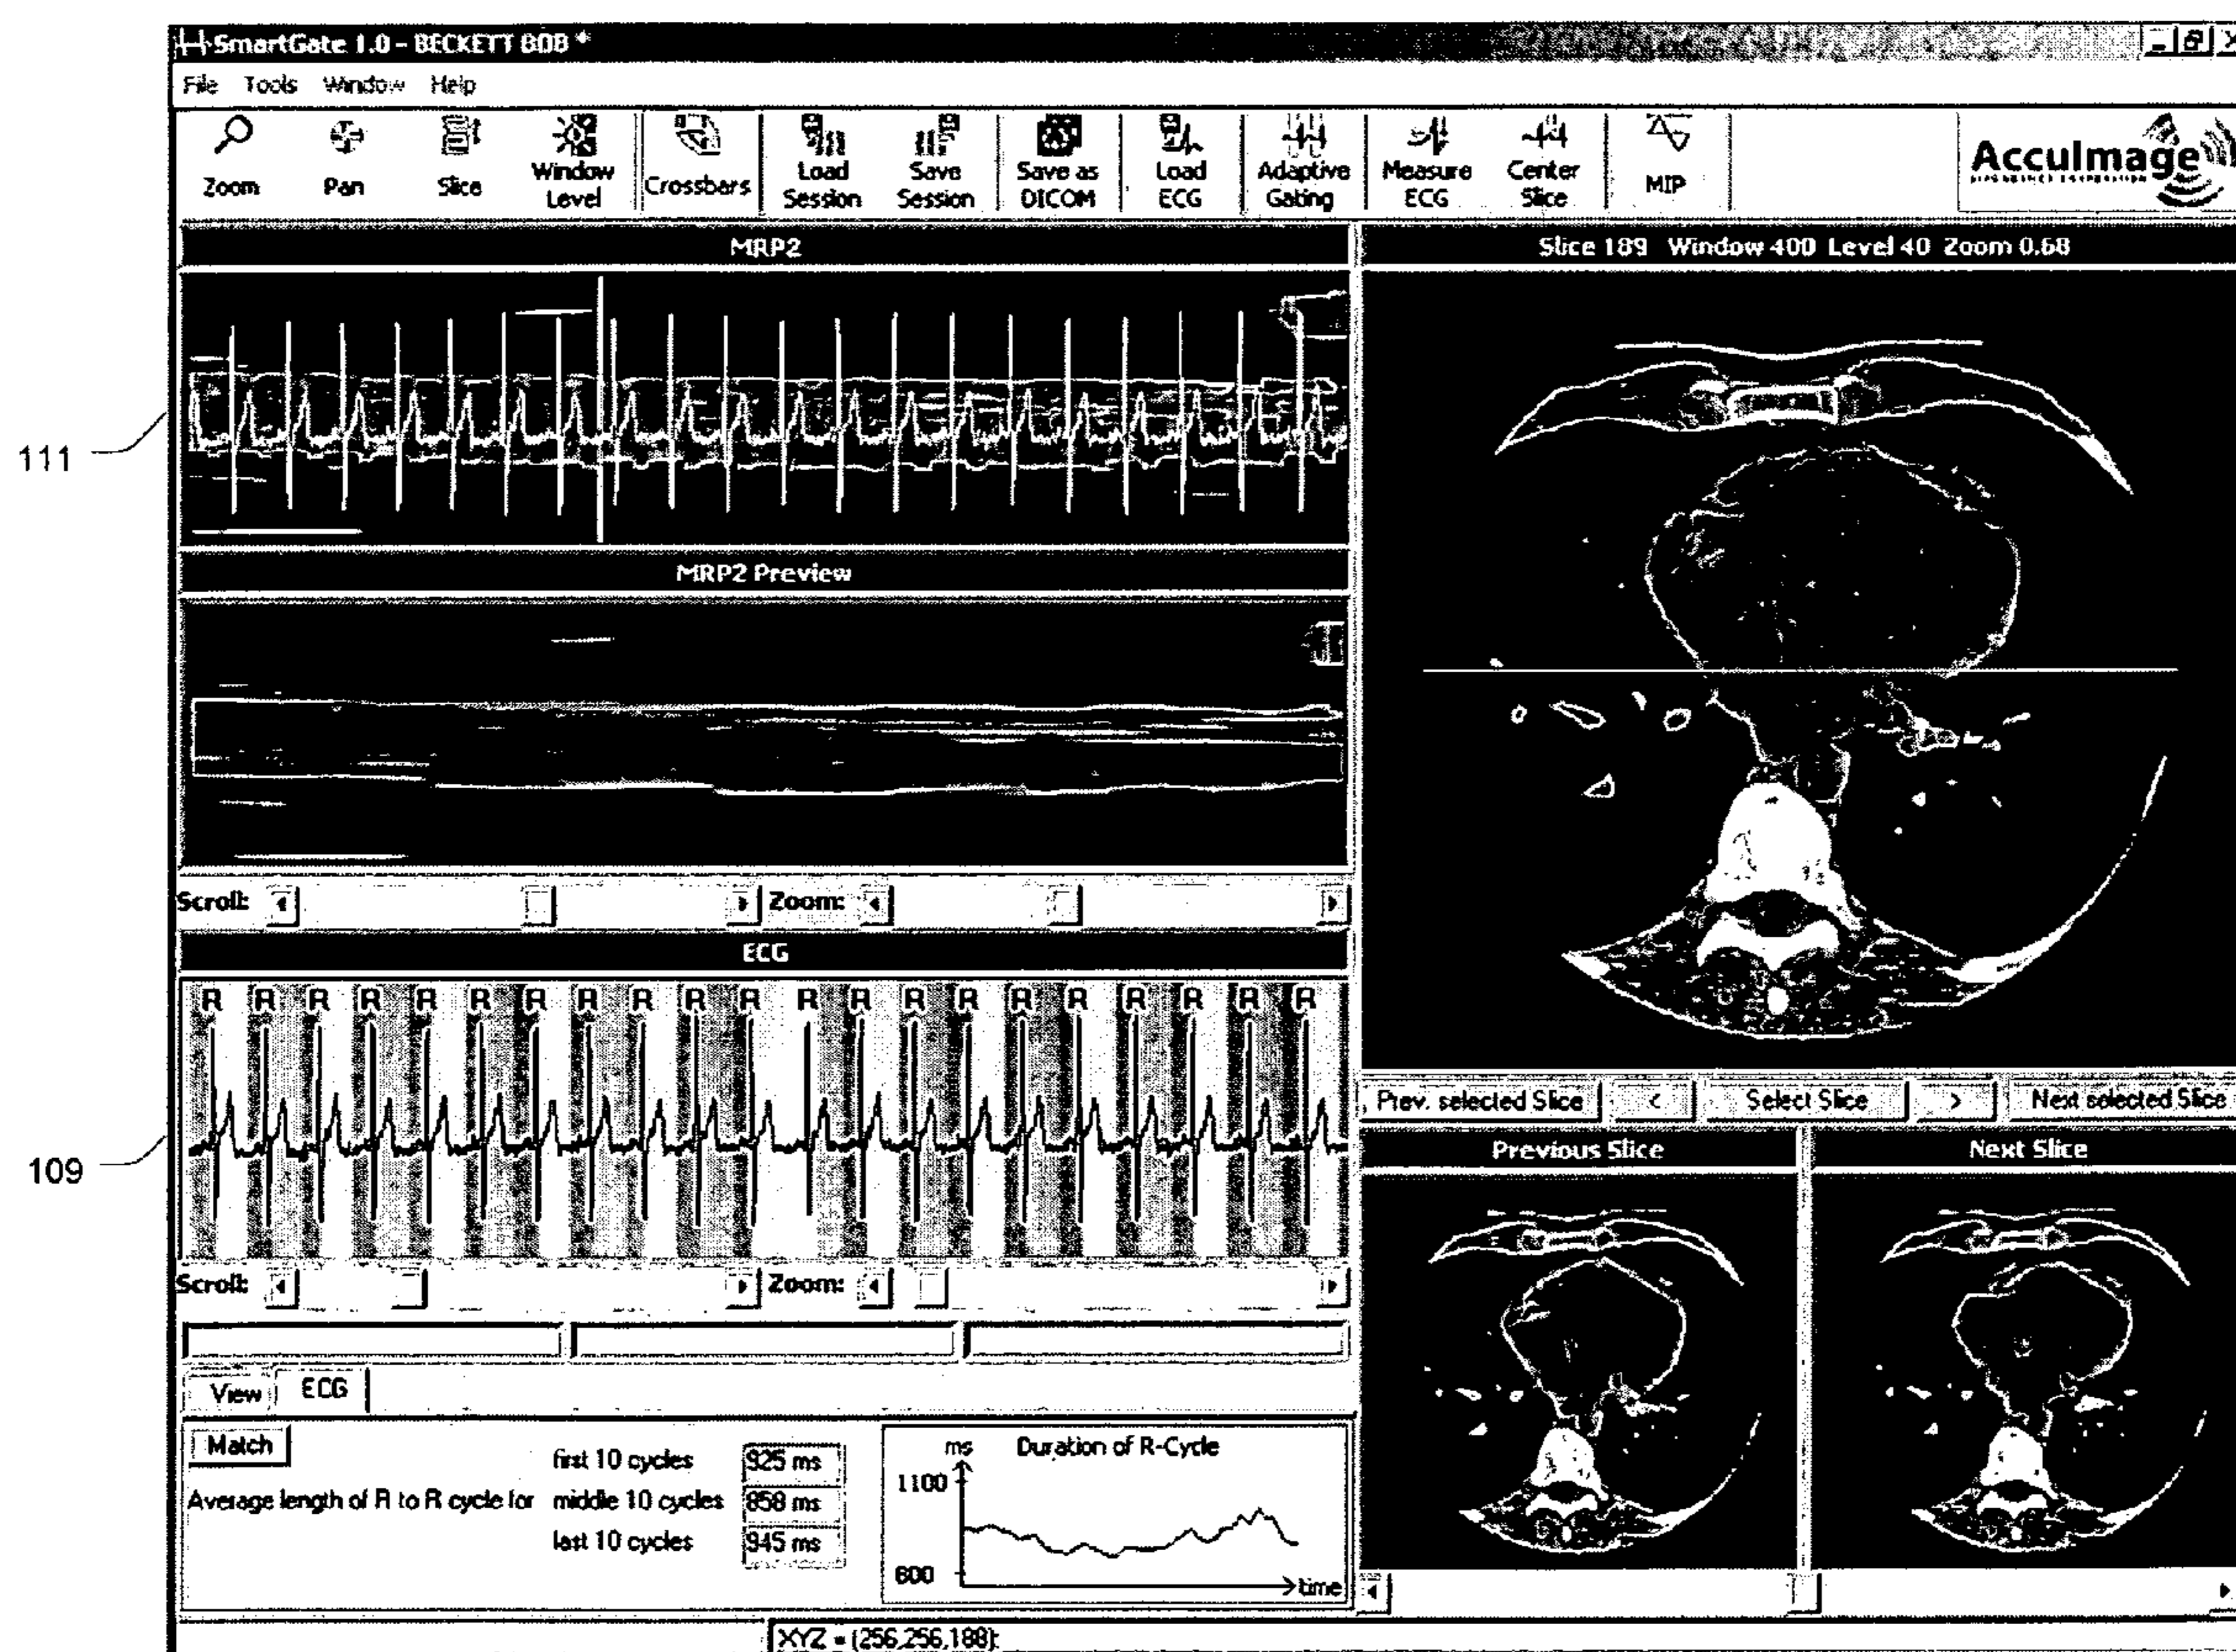 SmartGate 1.0 - BECKETT BOB *
File Tools Window Help
Zoom
Pan
Slice
Window Level
Crossbars
Load Session
Save Session
Save as DICOM
Load ECG
Adaptive Gating
Measure ECG
Center Slice
MIP
AccuImage
MRP2
Slice 189 Window 400 Level 40 Zoom 0.68
111
MRP2 Preview
Scroll: Zoom:
ECG
R R R R R R R R R R R R R R R R R R R R R
Prev. selected Slice < Select Slice > Next selected Slice
Previous Slice
Next Slice
109
Scroll: Zoom:
View ECG
Match
Average length of R to R cycle for
first 10 cycles 925 ms
middle 10 cycles 858 ms
last 10 cycles 945 ms
Duration of R-Cycle
ms
1100
600
time
XYZ = (256,256,188):